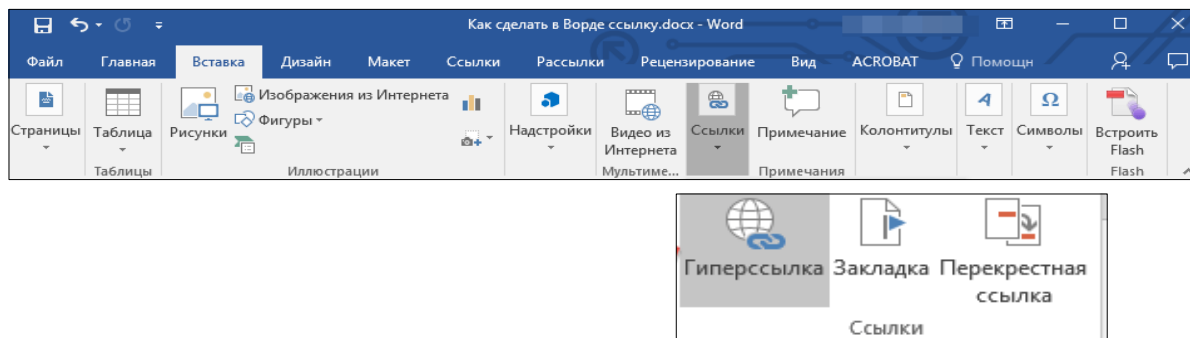 Как сделать в Ворде ссылку.docx - Word
Файл Главная Вставка Дизайн Макет Ссылки Рассылки Рецензирование Вид ACROBAT Помощн
Изображения из Интернета
Фигуры
Страницы Таблица Рисунки Надстройки Видео из Интернета Ссылки Примечание Колонтитулы Текст Символы Встроить Flash
Таблицы Иллюстрации Мультиме... Примечания Flash
Гиперссылка Закладка Перекрестная
ссылка
Ссылки